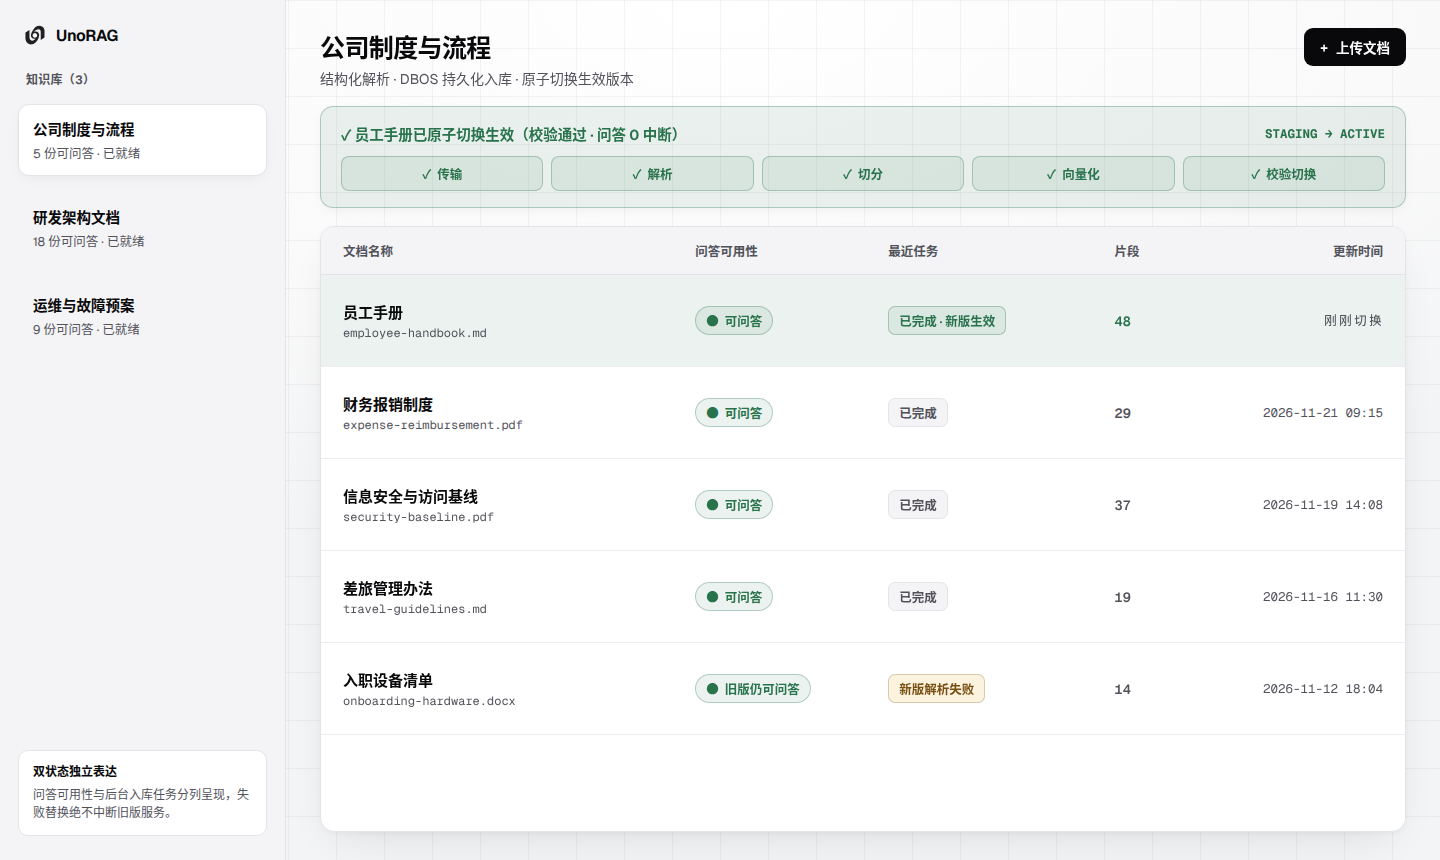 UnoRAG
知识库（3）
公司制度与流程
5 份可问答 · 已就绪
研发架构文档
18 份可问答 · 已就绪
运维与故障预案
9 份可问答 · 已就绪
双状态独立表达
问答可用性与后台入库任务分列呈现，失
败替换绝不中断旧版服务。
公司制度与流程
结构化解析 · DBOS 持久化入库 · 原子切换生效版本
+ 上传文档
✓ 员工手册已原子切换生效（校验通过 · 问答 0 中断） STAGING → ACTIVE
✓ 传输 ✓ 解析 ✓ 切分 ✓ 向量化 ✓ 校验切换
文档名称 问答可用性 最近任务 片段 更新时间
员工手册
employee-handbook.md
可问答 已完成 · 新版生效 48 刚刚切换
财务报销制度
expense-reimbursement.pdf
可问答 已完成 29 2026-11-21 09:15
信息安全与访问基线
security-baseline.pdf
可问答 已完成 37 2026-11-19 14:08
差旅管理办法
travel-guidelines.md
可问答 已完成 19 2026-11-16 11:30
入职设备清单
onboarding-hardware.docx
旧版仍可问答 新版解析失败 14 2026-11-12 18:04